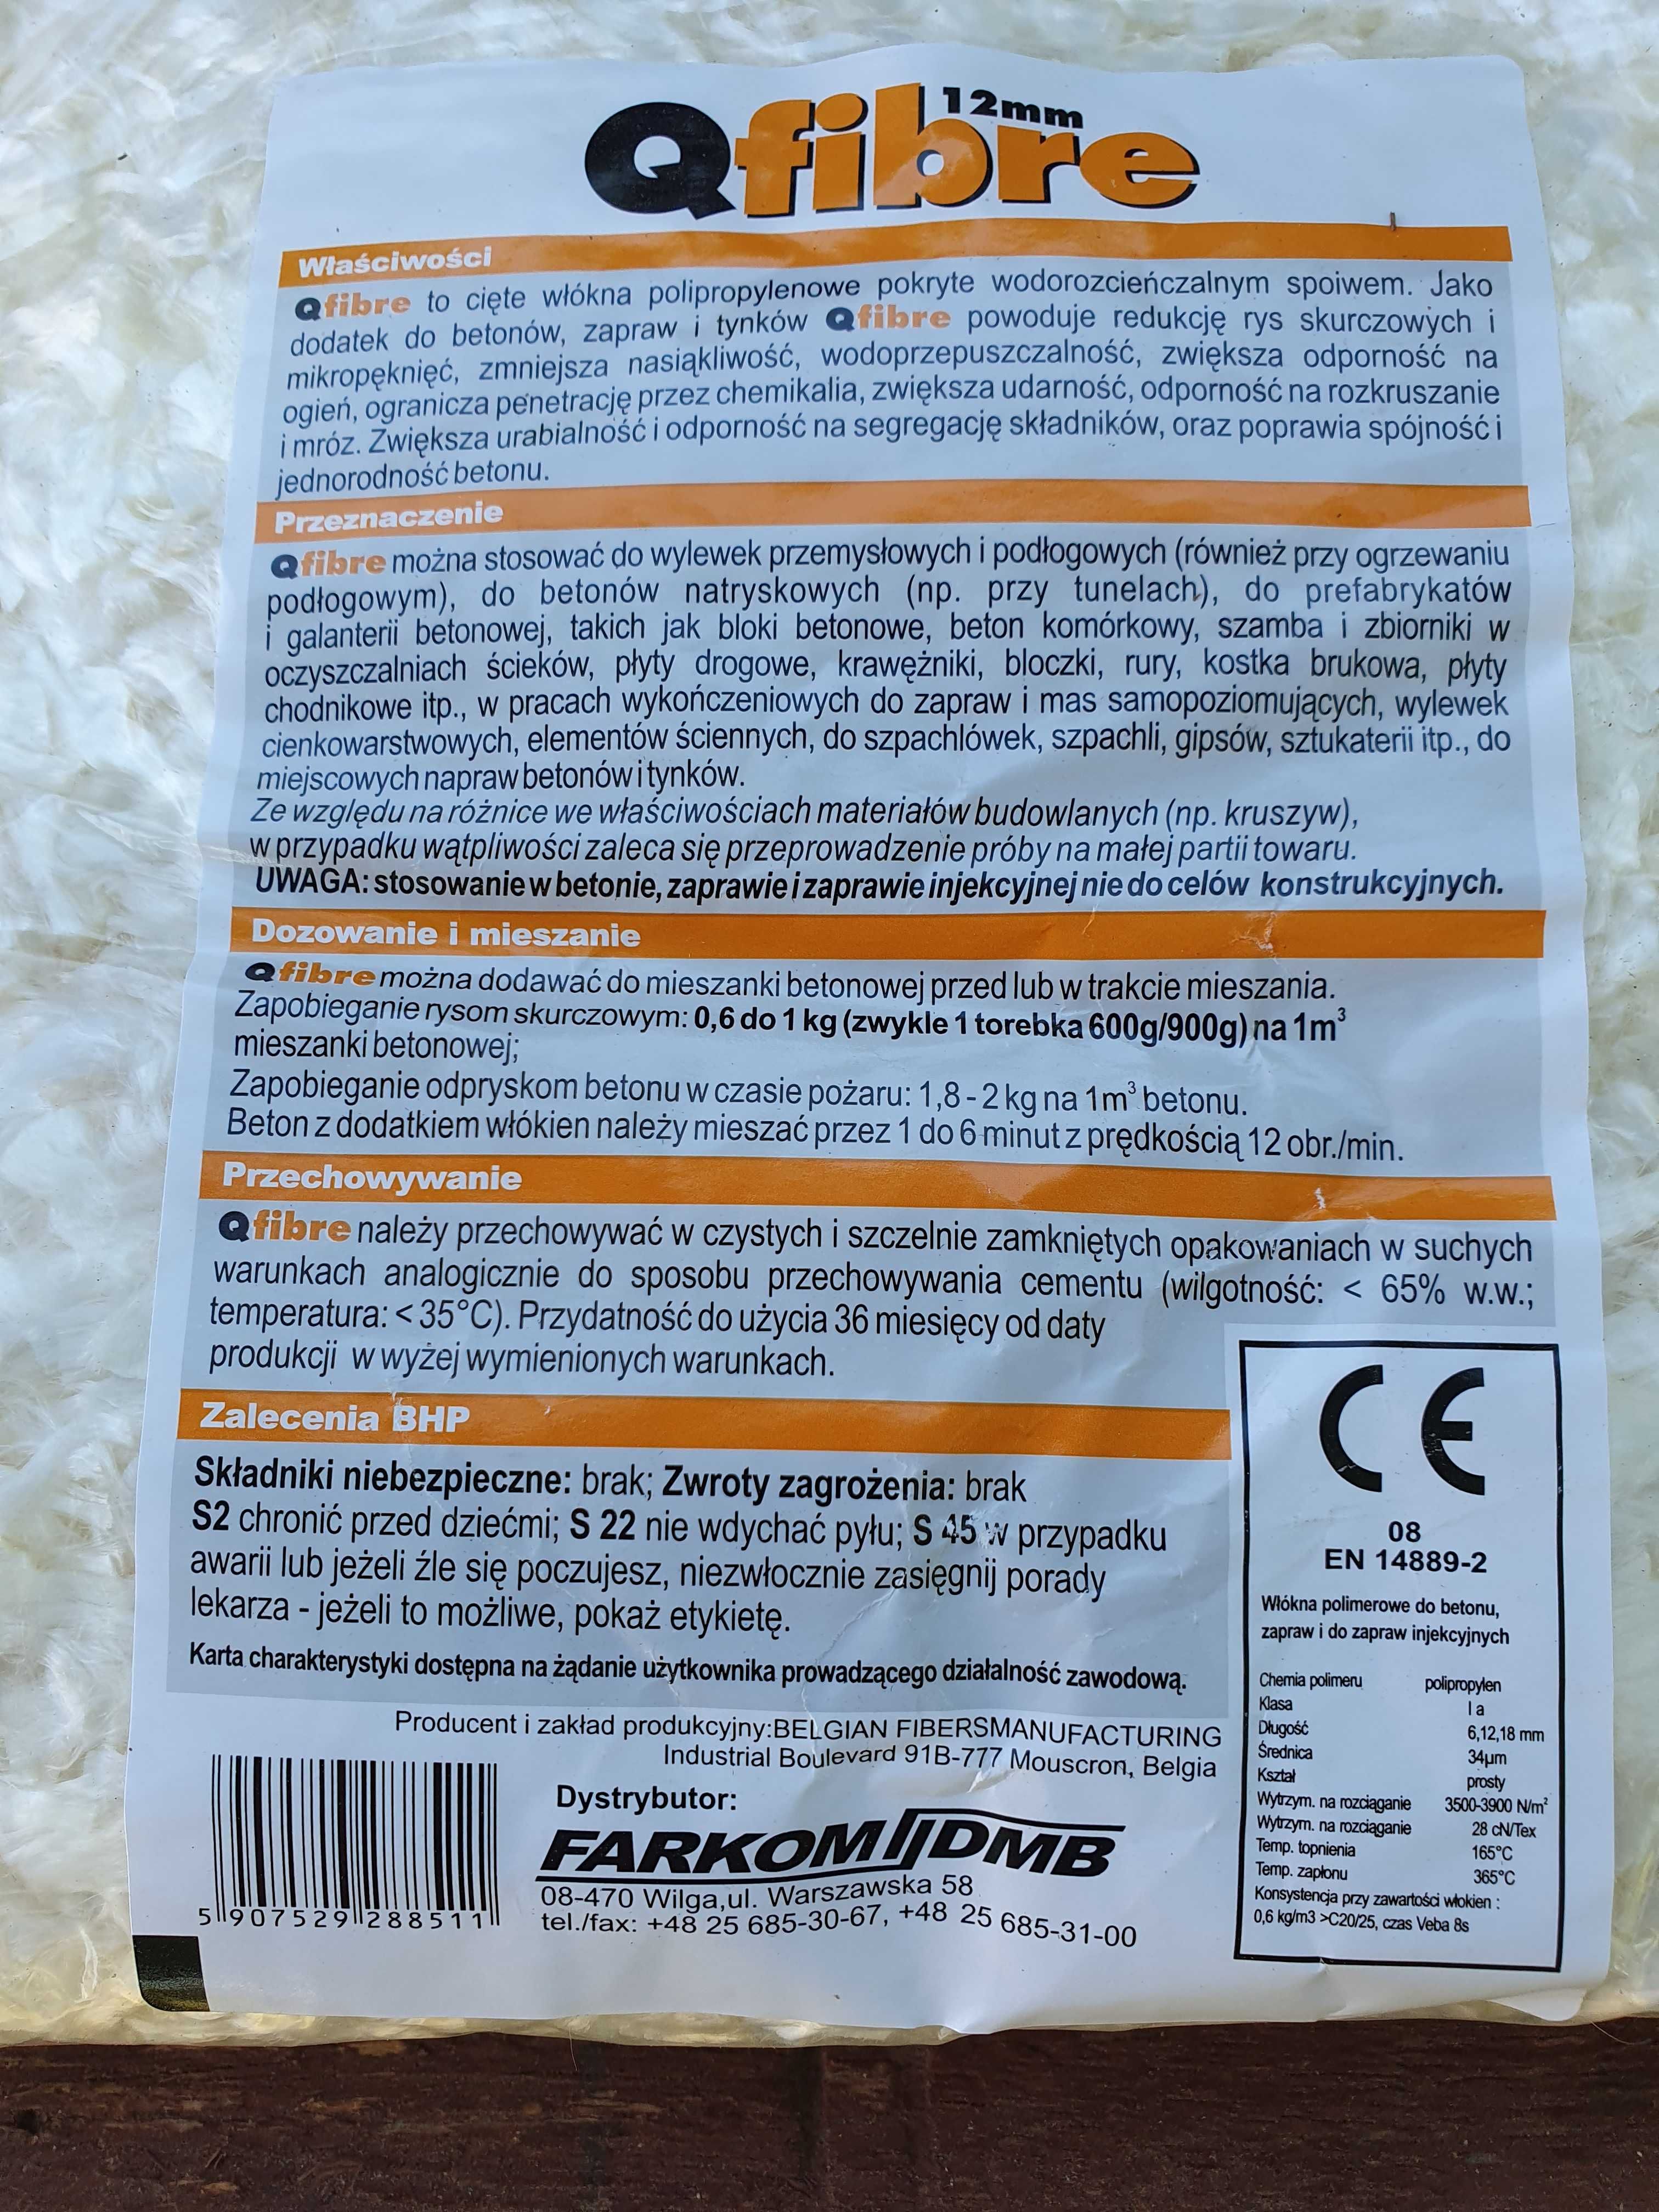 Qfibre 12mm
Właściwości
Qfibre to cięte włókna polipropylenowe pokryte wodorozcieńczalnym spoiwem. Jako
dodatek do betonów, zapraw i tynków Qfibre powoduje redukcję rys skurczowych i
mikropęknięć, zmniejsza nasiąkliwość, wodoprzepuszczalność, zwiększa odporność na
ogień, ogranicza penetrację przez chemikalia, zwiększa udarność, odporność na rozkruszanie
i mróz. Zwiększa urabialność i odporność na segregację składników, oraz poprawia spójność i
jednorodność betonu.
Przeznaczenie
Qfibre można stosować do wylewek przemysłowych i podłogowych (również przy ogrzewaniu
podłogowym), do betonów natryskowych (np. przy tunelach), do prefabrykatów
i galanterii betonowej, takich jak bloki betonowe, beton komórkowy, szamba i zbiorniki w
oczyszczalniach ścieków, płyty drogowe, krawężniki, bloczki, rury, kostka brukowa, płyty
chodnikowe itp., w pracach wykończeniowych do zapraw i mas samopoziomujących, wylewek
cienkowarstwowych, elementów ściennych, do szpachlówek, szpachli, gipsów, sztukaterii itp., do
miejscowych napraw betonów i tynków.
Ze względu na różnice we właściwościach materiałów budowlanych (np. kruszyw),
w przypadku wątpliwości zaleca się przeprowadzenie próby na małej partii towaru.
UWAGA: stosowanie w betonie, zaprawie i zaprawie injekcyjnej nie do celów konstrukcyjnych.
Dozowanie i mieszanie
Qfibre można dodawać do mieszanki betonowej przed lub w trakcie mieszania.
Zapobieganie rysom skurczowym: 0,6 do 1 kg (zwykle 1 torebka 600g/900g) na 1m³
mieszanki betonowej;
Zapobieganie odpryskom betonu w czasie pożaru: 1,8 - 2 kg na 1m³ betonu.
Beton z dodatkiem włókien należy mieszać przez 1 do 6 minut z prędkością 12 obr./min.
Przechowywanie
Qfibre należy przechowywać w czystych i szczelnie zamkniętych opakowaniach w suchych
warunkach analogicznie do sposobu przechowywania cementu (wilgotność: < 65% w.w.;
temperatura: < 35°C). Przydatność do użycia 36 miesięcy od daty
produkcji w wyżej wymienionych warunkach.
Zalecenia BHP
Składniki niebezpieczne: brak; Zwroty zagrożenia: brak
S2 chronić przed dziećmi; S 22 nie wdychać pyłu; S 45 w przypadku
awarii lub jeżeli źle się poczujesz, niezwłocznie zasięgnij porady
lekarza - jeżeli to możliwe, pokaż etykietę.
Karta charakterystyki dostępna na żądanie użytkownika prowadzącego działalność zawodową.
Producent i zakład produkcyjny:BELGIAN FIBERSMANUFACTURING
Industrial Boulevard 91B-777 Mouscron, Belgia
Dystrybutor:
FARKOM DMB
08-470 Wilga,ul. Warszawska 58
tel./fax: +48 25 685-30-67, +48 25 685-31-00
5 907529 288511
CE
08
EN 14889-2
Włókna polimerowe do betonu,
zapraw i do zapraw injekcyjnych
Chemia polimeru polipropylen
Klasa I a
Długość 6,12,18 mm
Średnica 34µm
Kształ prosty
Wytrzym. na rozciąganie 3500-3900 N/m²
Wytrzym. na rozciąganie 28 cN/Tex
Temp. topnienia 165°C
Temp. zapłonu 365°C
Konsystencja przy zawartości włokien :
0,6 kg/m3 >C20/25, czas Veba 8s